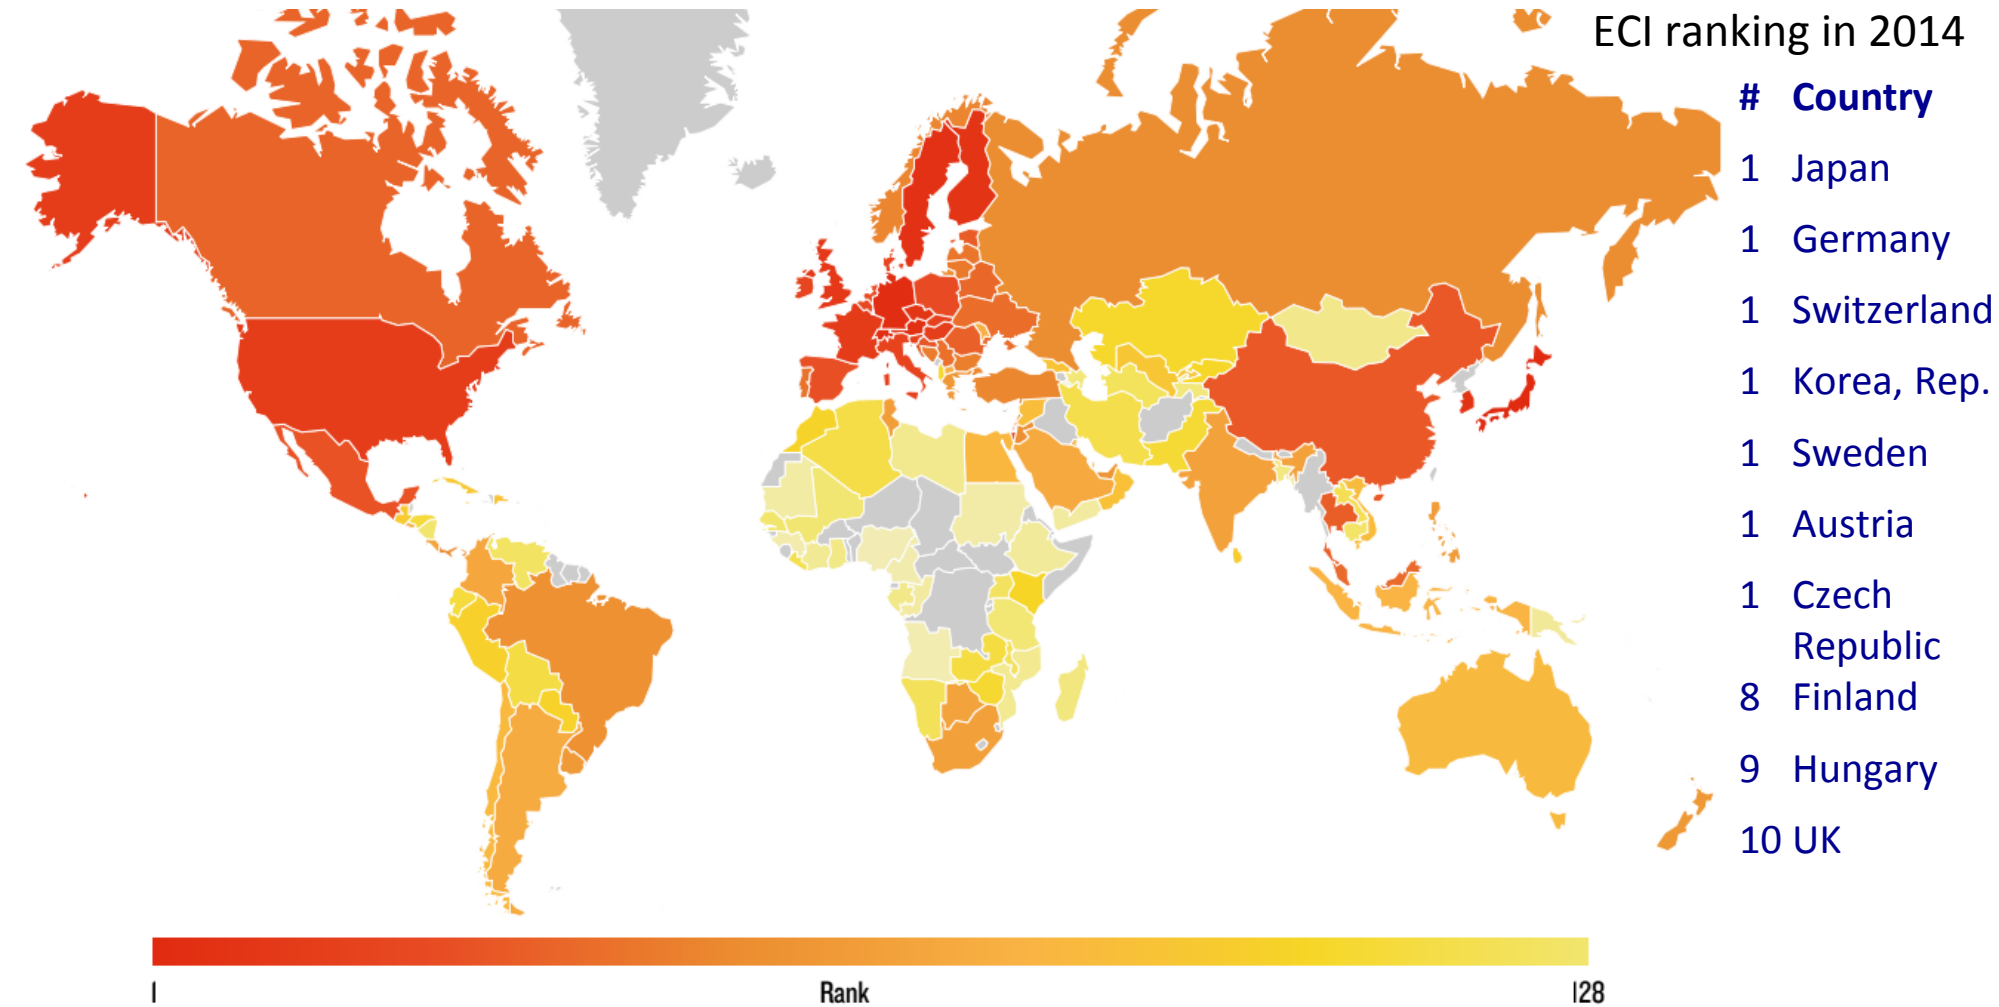 ECI ranking in 2014
# Country
1 Japan
1 Germany
1 Switzerland
1 Korea, Rep.
1 Sweden
1 Austria
1 Czech
Republic
8 Finland
9 Hungary
10 UK
1 Rank 128